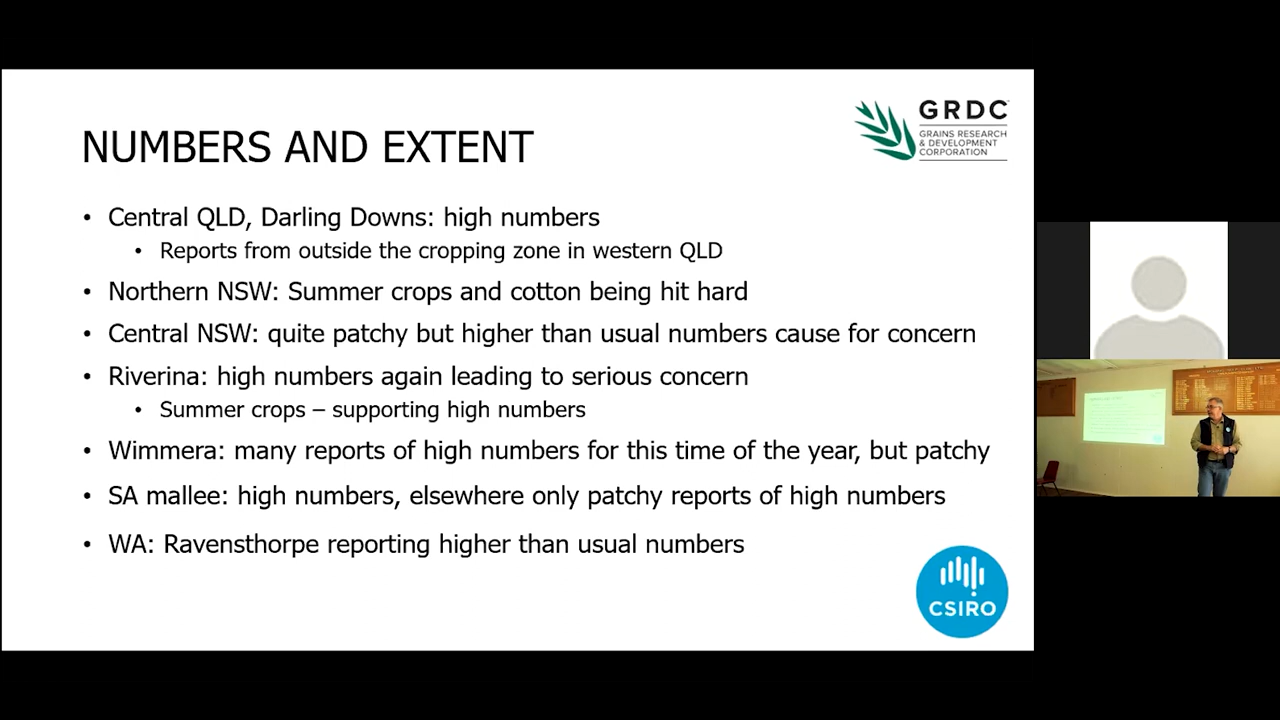 NUMBERS AND EXTENT
GRDC
GRAINS RESEARCH
& DEVELOPMENT
CORPORATION
• Central QLD, Darling Downs: high numbers
• Reports from outside the cropping zone in western QLD
• Northern NSW: Summer crops and cotton being hit hard
• Central NSW: quite patchy but higher than usual numbers cause for concern
• Riverina: high numbers again leading to serious concern
• Summer crops – supporting high numbers
• Wimmera: many reports of high numbers for this time of the year, but patchy
• SA mallee: high numbers, elsewhere only patchy reports of high numbers
• WA: Ravensthorpe reporting higher than usual numbers
CSIRO